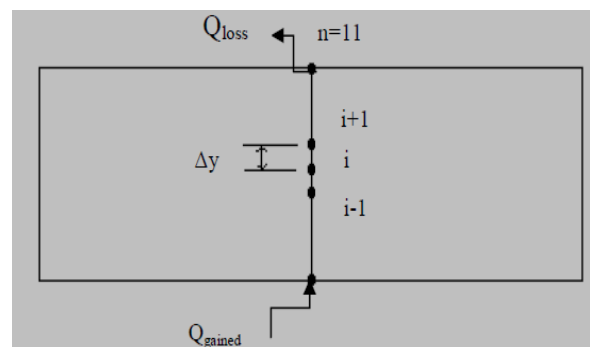 Qloss n=11
i+1
Δy i
i-1
Qgained